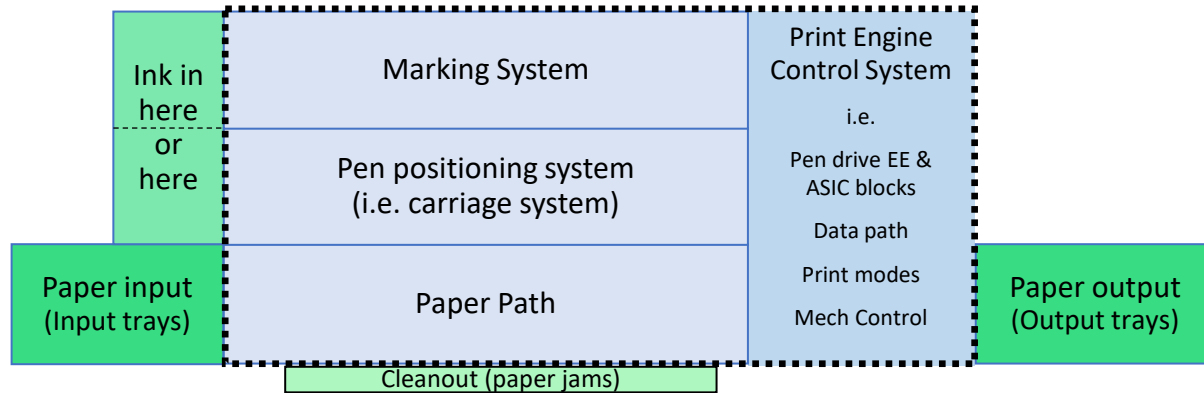 Ink in
here
or
here
Marking System
Pen positioning system
(i.e. carriage system)
Print Engine
Control System
i.e.
Pen drive EE &
ASIC blocks
Data path
Print modes
Mech Control
Paper input
(Input trays)
Paper Path
Paper output
(Output trays)
Cleanout (paper jams)